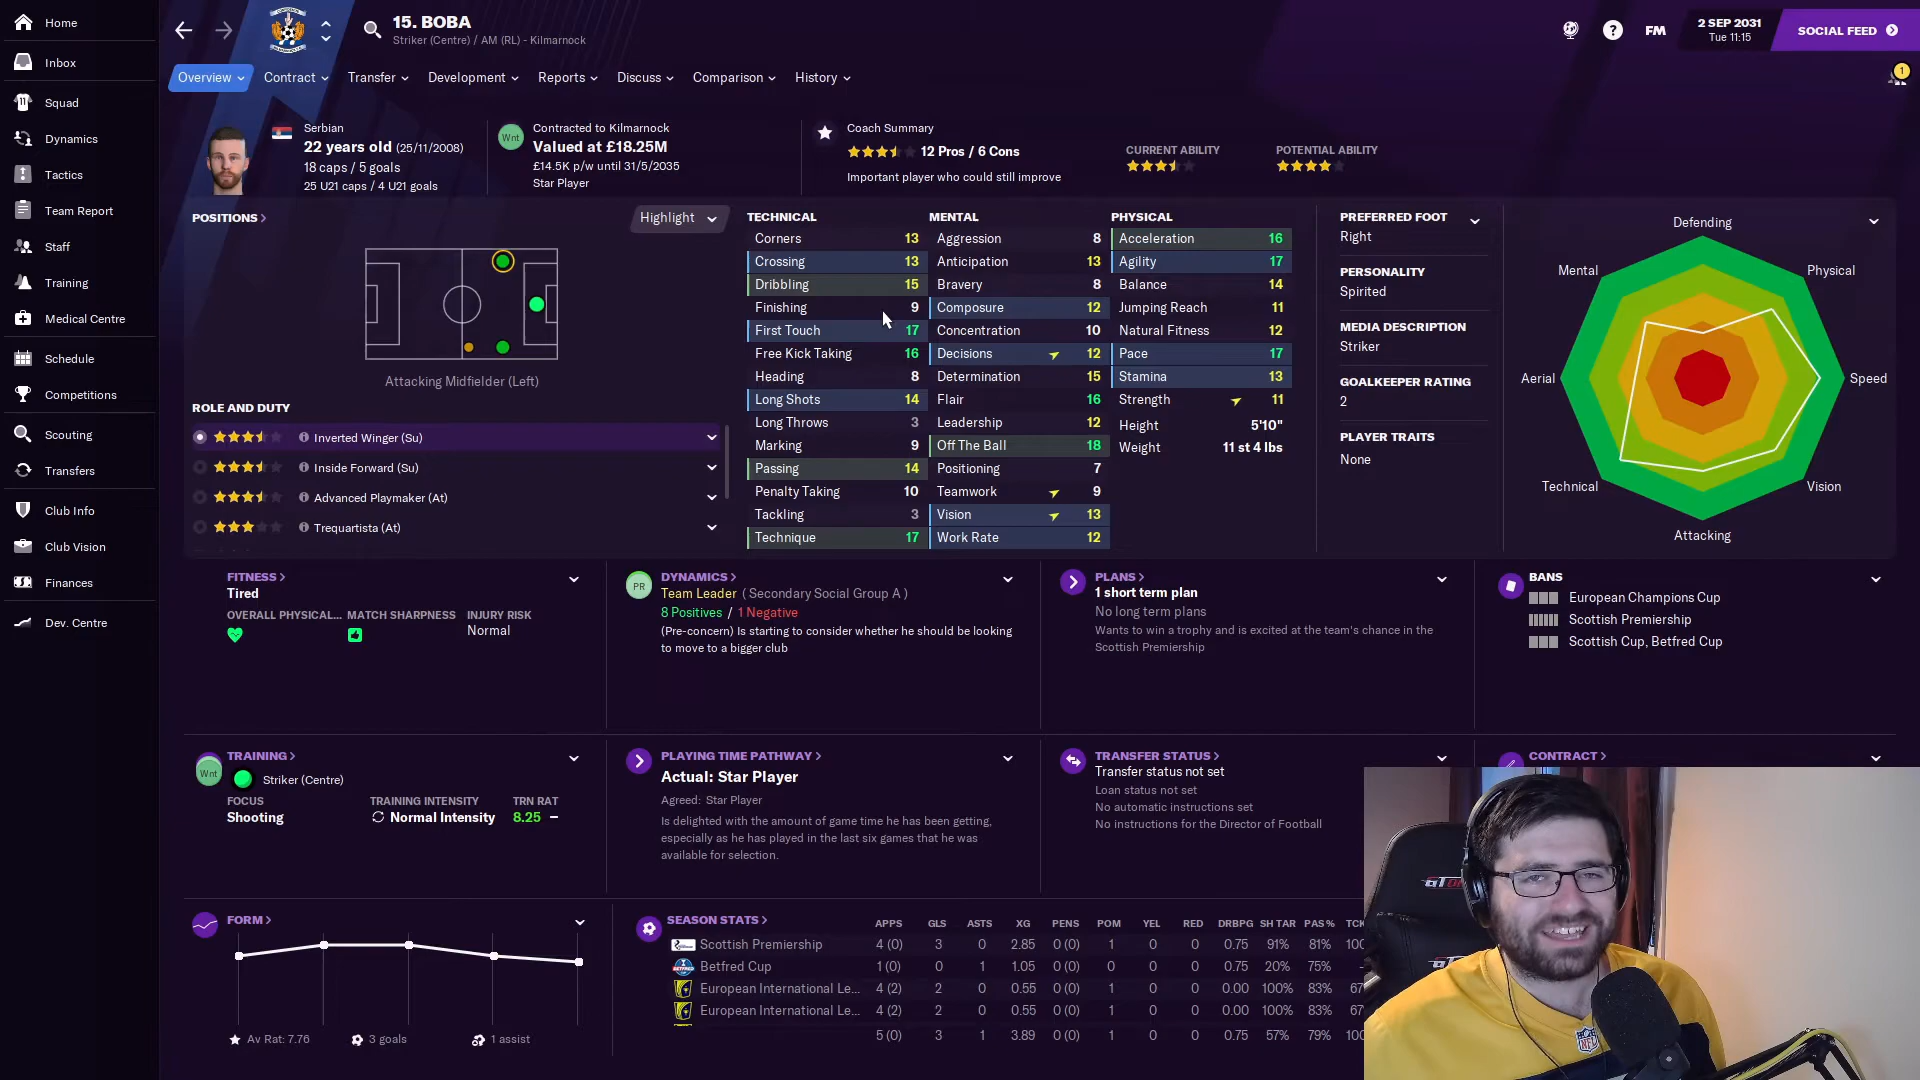 Home
Inbox
Squad
Dynamics
Tactics
Team Report
Staff
Training
Medical Centre
Schedule
Competitions
Scouting
Transfers
Club Info
Club Vision
Finances
Dev. Centre
15. BOBA
Striker (Centre) / AM (RL) - Kilmarnock
FM
2 SEP 2031
Tue 11:15
SOCIAL FEED
1
Overview Contract Transfer Development Reports Discuss Comparison History
Serbian
22 years old (25/11/2008)
18 caps / 5 goals
25 U21 caps / 4 U21 goals
Wnt
Contracted to Kilmarnock
Valued at £18.25M
£14.5K p/w until 31/5/2035
Star Player
Coach Summary
12 Pros / 6 Cons
Important player who could still improve
CURRENT ABILITY
POTENTIAL ABILITY
POSITIONS
Highlight
Attacking Midfielder (Left)
ROLE AND DUTY
Inverted Winger (Su)
Inside Forward (Su)
Advanced Playmaker (At)
Trequartista (At)
TECHNICAL
Corners 13
Crossing 13
Dribbling 15
Finishing 9
First Touch 17
Free Kick Taking 16
Heading 8
Long Shots 14
Long Throws 3
Marking 9
Passing 14
Penalty Taking 10
Tackling 3
Technique 17
MENTAL
Aggression 8
Anticipation 13
Bravery 8
Composure 12
Concentration 10
Decisions 12
Determination 15
Flair 16
Leadership 12
Off The Ball 18
Positioning 7
Teamwork 9
Vision 13
Work Rate 12
PHYSICAL
Acceleration 16
Agility 17
Balance 14
Jumping Reach 11
Natural Fitness 12
Pace 17
Stamina 13
Strength 11
Height 5'10"
Weight 11 st 4 lbs
PREFERRED FOOT
Right
PERSONALITY
Spirited
MEDIA DESCRIPTION
Striker
GOALKEEPER RATING
2
PLAYER TRAITS
None
Defending
Mental
Physical
Aerial
Speed
Technical
Vision
Attacking
FITNESS
Tired
OVERALL PHYSICAL... MATCH SHARPNESS INJURY RISK
Normal
PR
DYNAMICS
Team Leader ( Secondary Social Group A )
8 Positives / 1 Negative
(Pre-concern) Is starting to consider whether he should be looking
to move to a bigger club
PLANS
1 short term plan
No long term plans
Wants to win a trophy and is excited at the team's chance in the
Scottish Premiership
BANS
European Champions Cup
Scottish Premiership
Scottish Cup, Betfred Cup
TRAINING
Wnt
Striker (Centre)
FOCUS TRAINING INTENSITY TRN RAT
Shooting Normal Intensity 8.25 –
PLAYING TIME PATHWAY
Actual: Star Player
Agreed: Star Player
Is delighted with the amount of game time he has been getting,
especially as he has played in the last six games that he was
available for selection.
TRANSFER STATUS
Transfer status not set
Loan status not set
No automatic instructions set
No instructions for the Director of Football
CONTRACT
FORM
Av Rat: 7.76 3 goals 1 assist
SEASON STATS APPS GLS ASTS XG PENS POM YEL RED DRBPG SH TAR PAS%
Scottish Premiership 4 (0) 3 0 2.85 0 (0) 1 0 0 0.75 91% 81%
Betfred Cup 1 (0) 0 1 1.05 0 (0) 0 0 0 0.75 20% 75% -
European International Le... 4 (2) 2 0 0.55 0 (0) 1 0 0 0.00 100% 83%
European International Le... 4 (2) 2 0 0.55 0 (0) 1 0 0 0.00 100% 83%
5 (0) 3 1 3.89 0 (0) 1 0 0 0.75 57% 79%
NFL